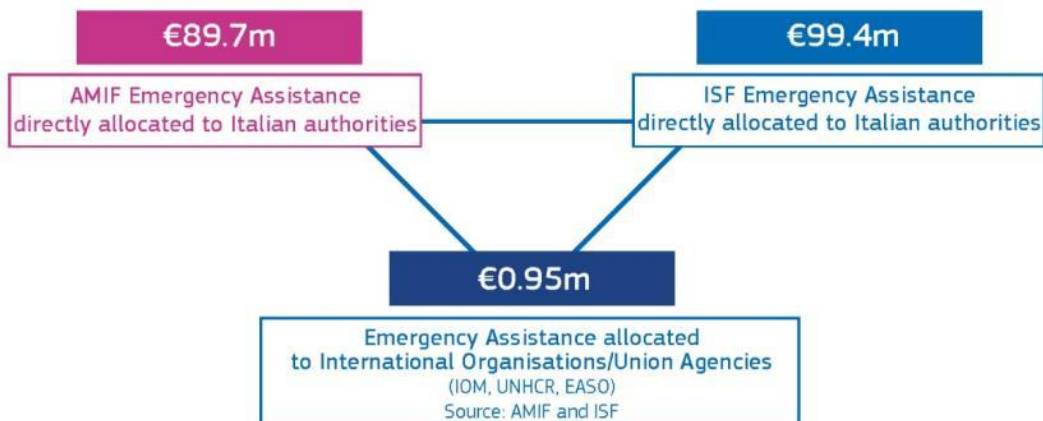 €89.7m
AMIF Emergency Assistance
directly allocated to Italian authorities
€99.4m
ISF Emergency Assistance
directly allocated to Italian authorities
€0.95m
Emergency Assistance allocated
to International Organisations/Union Agencies
(IOM, UNHCR, EASO)
Source: AMIF and ISF